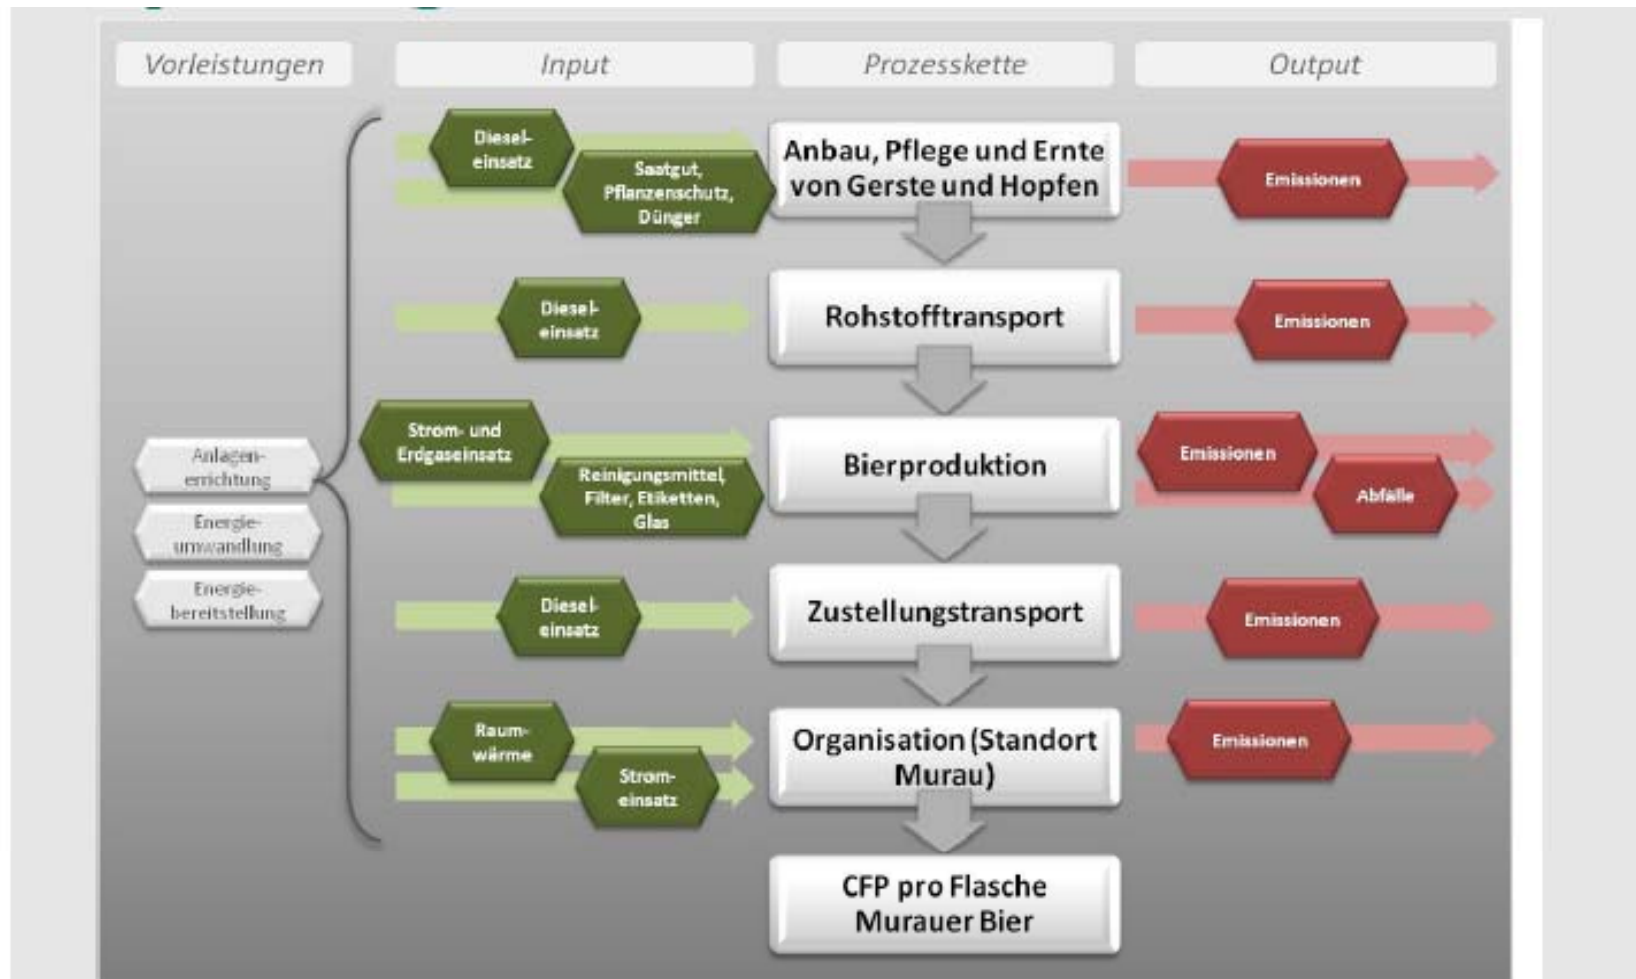 Vorleistungen
Input
Prozesskette
Output
Diesel-
einsatz
Saatgut,
Pflanzenschutz,
Dünger
Anbau, Pflege und Ernte
von Gerste und Hopfen
Emissionen
Diesel-
einsatz
Rohstofftransport
Emissionen
Anlagen-
errichtung
Energie-
umwandlung
Energie-
bereitstellung
Strom- und
Erdgaseinsatz
Reinigungsmittel,
Filter, Etiketten,
Glas
Bierproduktion
Emissionen
Abfälle
Diesel-
einsatz
Zustellungstransport
Emissionen
Raum-
wärme
Strom-
einsatz
Organisation (Standort
Murau)
Emissionen
CFP pro Flasche
Murauer Bier